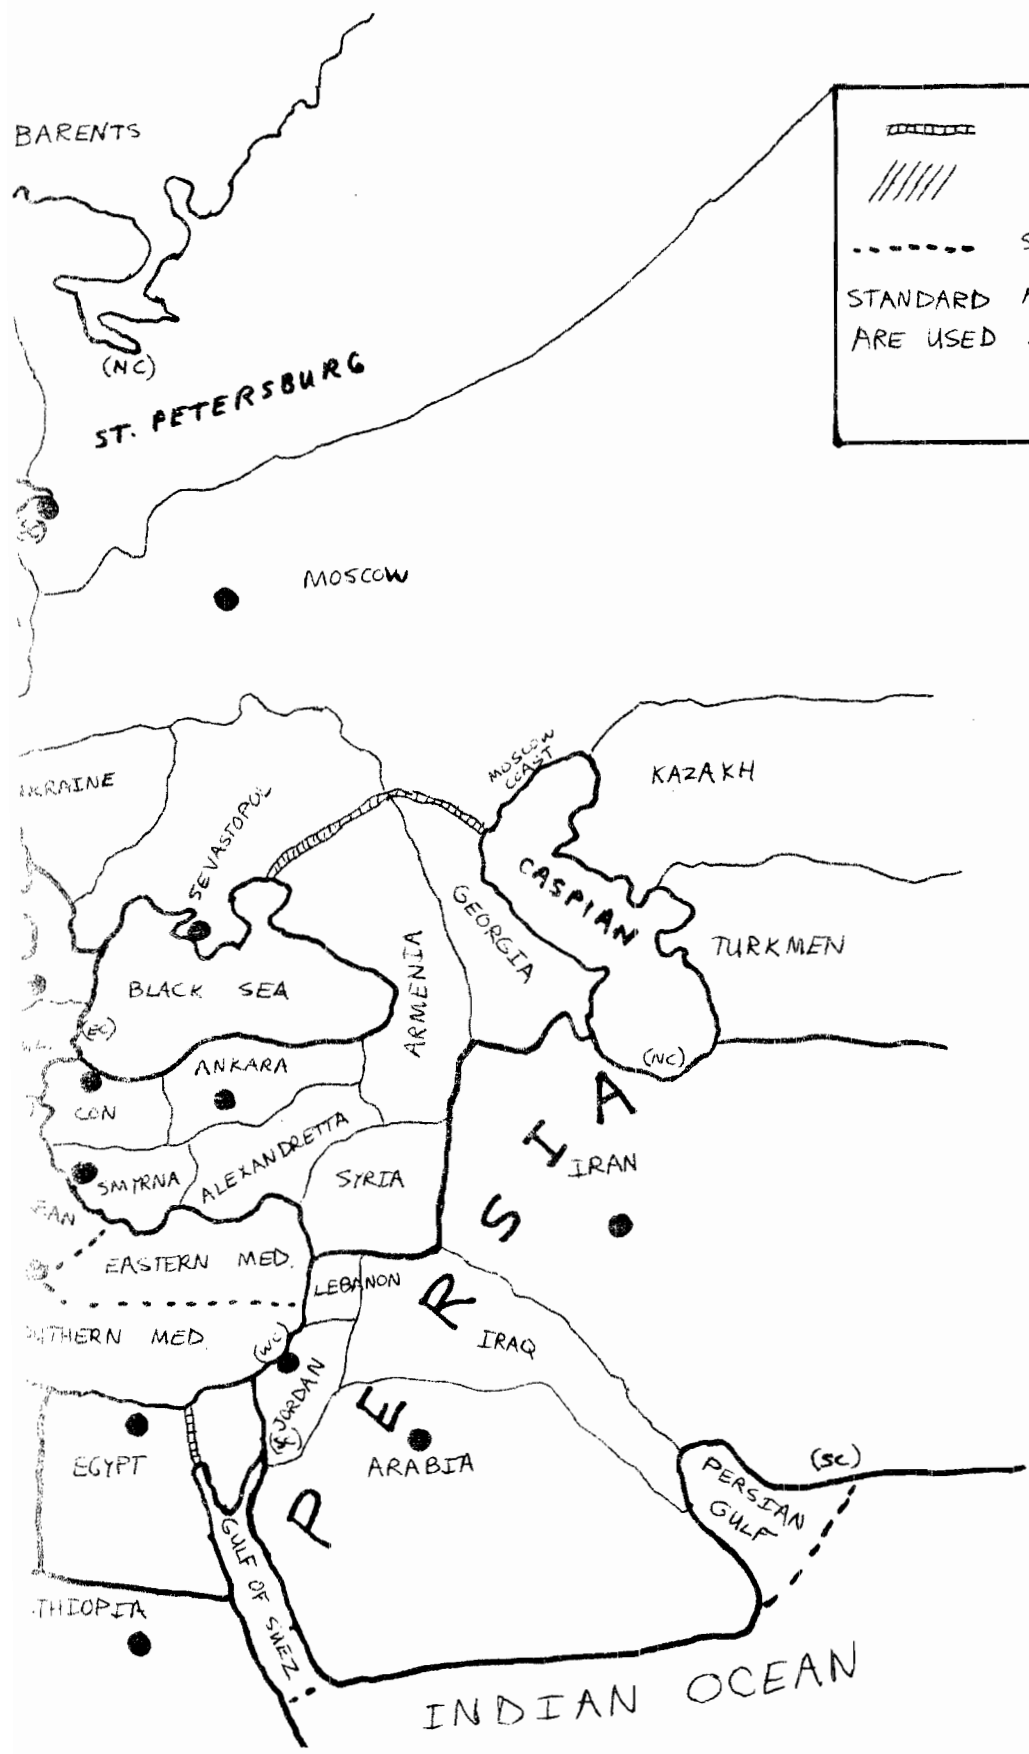 BARENTS
(NC)
ST. PETERSBURG
STANDARD
ARE USED
MOSCOW
MOSCOW
COAST
KAZAKH
SEVASTOPOL
CASPIAN
GEORGIA
TURKMEN
ARMENIA
BLACK SEA
(EC)
(NC)
ANKARA
CON
ALEXANDRETTA
SMYRNA
SYRIA
IRAN
PERSIA
EASTERN MED.
LEBANON
MED.
(WC)
IRAQ
JORDAN
EGYPT
ARABIA
(SC)
PERSIAN
GULF
GULF OF SUEZ
INDIAN OCEAN